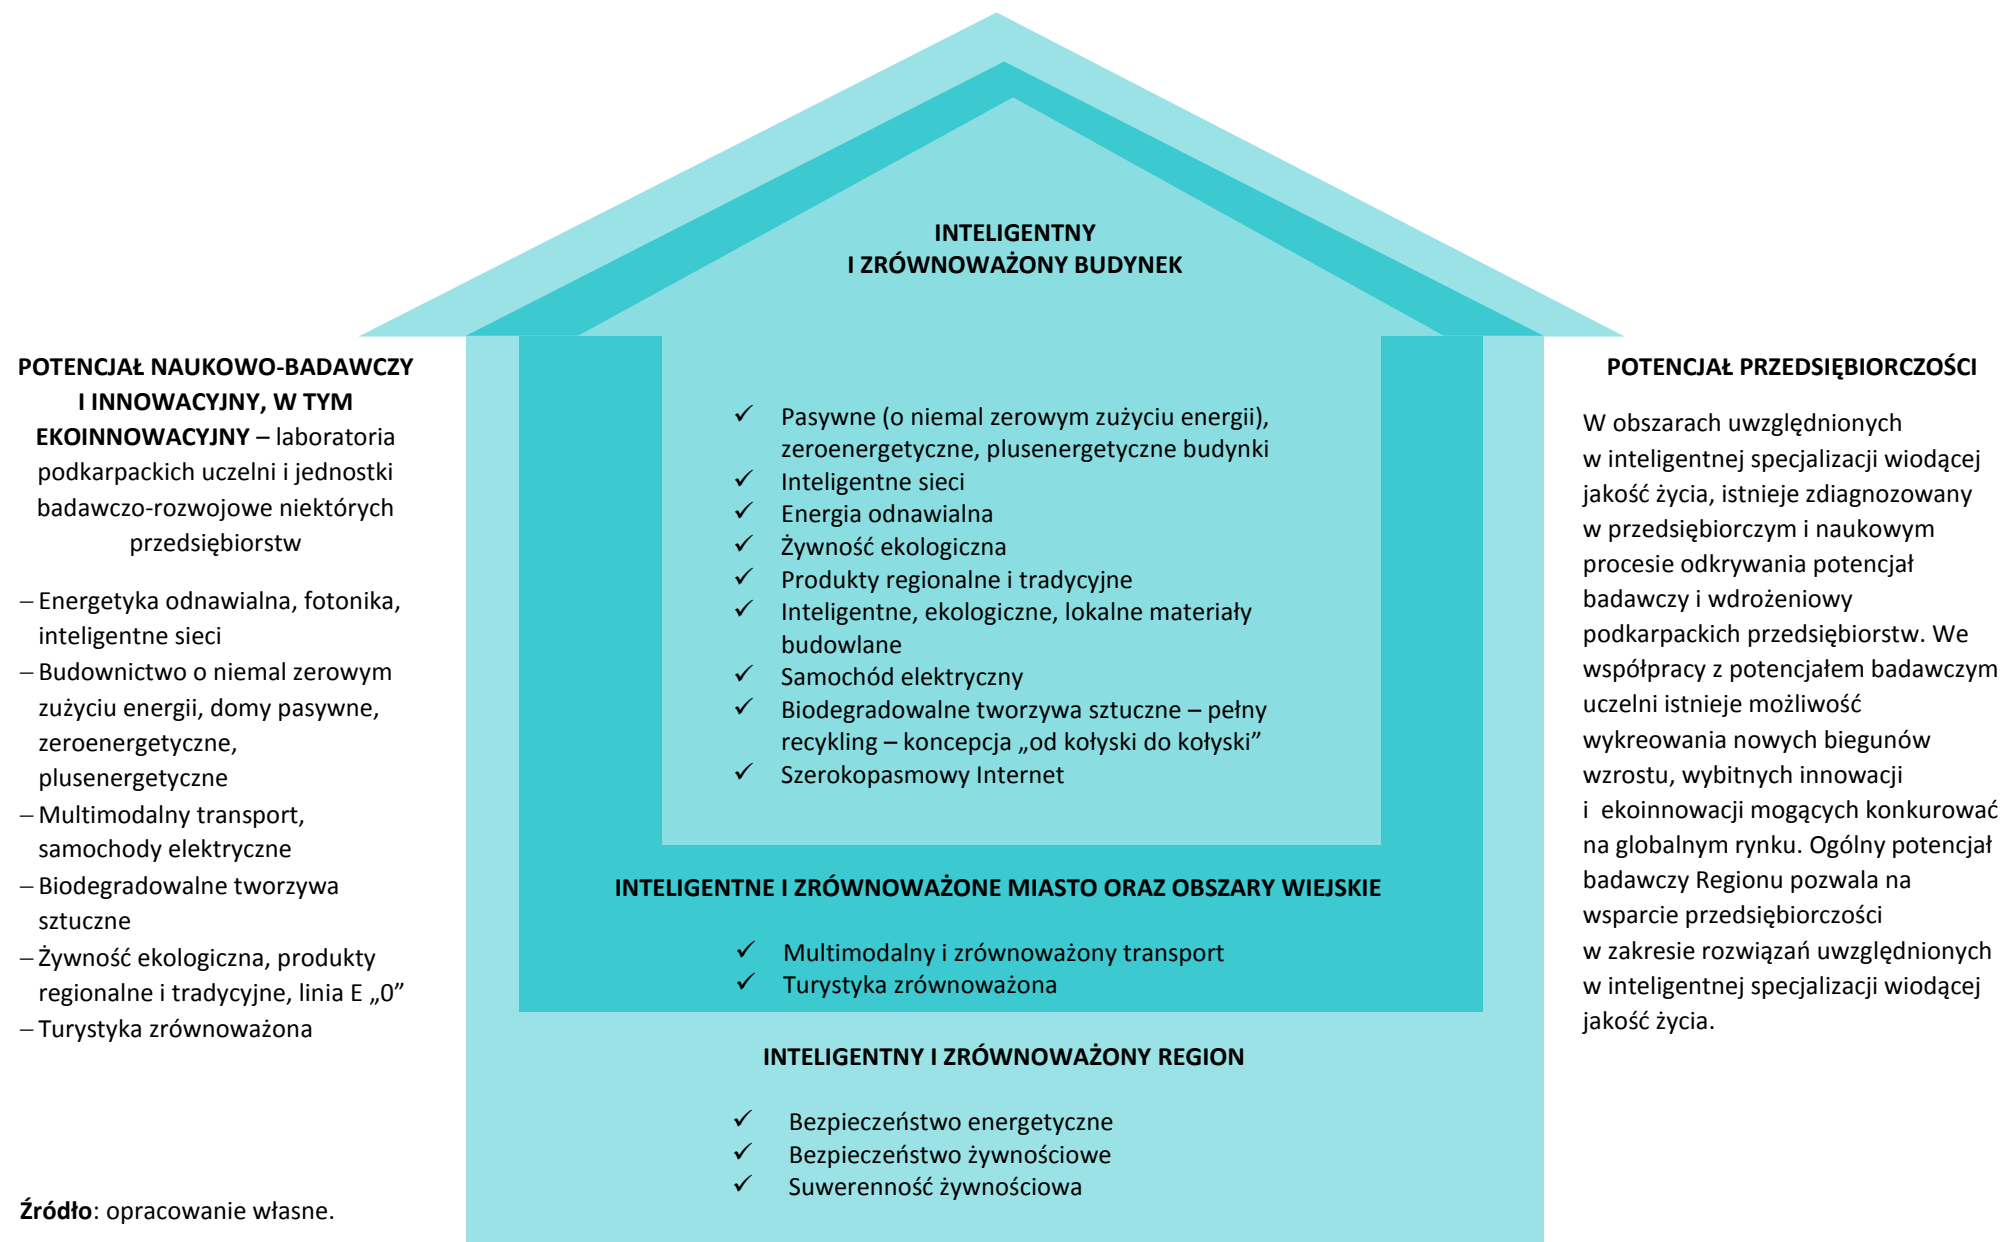 INTELIGENTNY
I ZRÓWNOWAŻONY BUDYNEK
POTENCJAŁ NAUKOWO-BADAWCZY
I INNOWACYJNY, W TYM
EKOINNOWACYJNY – laboratoria
podkarpackich uczelni i jednostki
badawczo-rozwojowe niektórych
przedsiębiorstw
– Energetyka odnawialna, fotonika,
inteligentne sieci
– Budownictwo o niemal zerowym
zużyciu energii, domy pasywne,
zeroenergetyczne,
plusenergetyczne
– Multimodalny transport,
samochody elektryczne
– Biodegradowalne tworzywa
sztuczne
– Żywność ekologiczna, produkty
regionalne i tradycyjne, linia E „0”
– Turystyka zrównoważona
✓ Pasywne (o niemal zerowym zużyciu energii),
zeroenergetyczne, plusenergetyczne budynki
✓ Inteligentne sieci
✓ Energia odnawialna
✓ Żywność ekologiczna
✓ Produkty regionalne i tradycyjne
✓ Inteligentne, ekologiczne, lokalne materiały
budowlane
✓ Samochód elektryczny
✓ Biodegradowalne tworzywa sztuczne – pełny
recykling – koncepcja „od kołyski do kołyski”
✓ Szerokopasmowy Internet
INTELIGENTNE I ZRÓWNOWAŻONE MIASTO ORAZ OBSZARY WIEJSKIE
✓ Multimodalny i zrównoważony transport
✓ Turystyka zrównoważona
INTELIGENTNY I ZRÓWNOWAŻONY REGION
✓ Bezpieczeństwo energetyczne
✓ Bezpieczeństwo żywnościowe
✓ Suwerenność żywnościowa
POTENCJAŁ PRZEDSIĘBIORCZOŚCI
W obszarach uwzględnionych
w inteligentnej specjalizacji wiodącej
jakość życia, istnieje zdiagnozowany
w przedsiębiorczym i naukowym
procesie odkrywania potencjał
badawczy i wdrożeniowy
podkarpackich przedsiębiorstw. We
współpracy z potencjałem badawczym
uczelni istnieje możliwość
wykreowania nowych biegunów
wzrostu, wybitnych innowacji
i ekoinnowacji mogących konkurować
na globalnym rynku. Ogólny potencjał
badawczy Regionu pozwala na
wsparcie przedsiębiorczości
w zakresie rozwiązań uwzględnionych
w inteligentnej specjalizacji wiodącej
jakość życia.
Źródło: opracowanie własne.